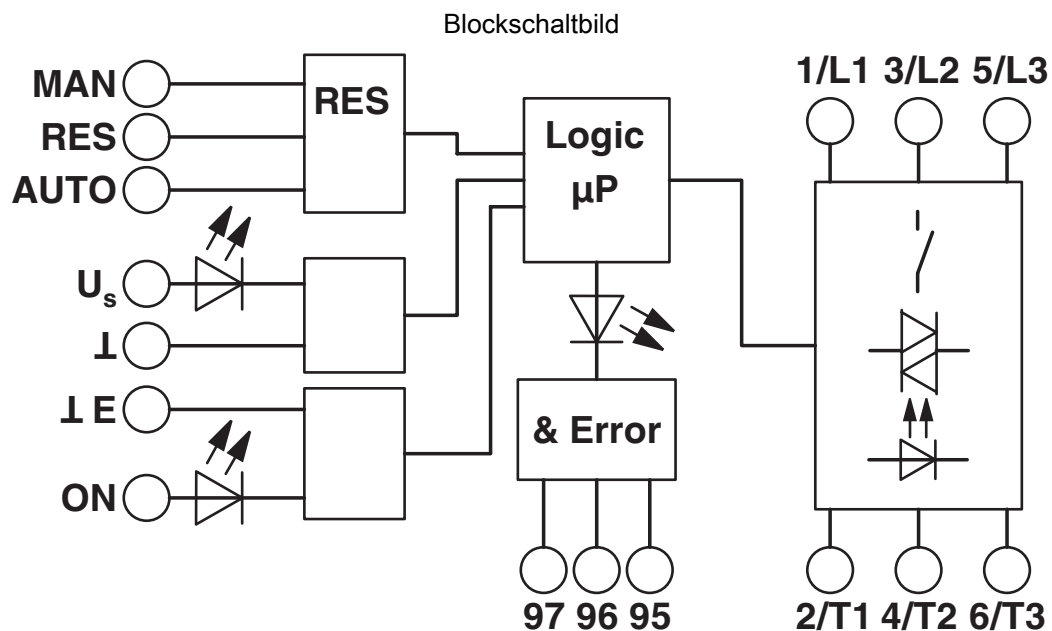 Blockschaltbild
MAN
RES
AUTO
RES
U_s
⊥
⊥ E
ON
Logic
µP
& Error
97 96 95
1/L1 3/L2 5/L3
2/T1 4/T2 6/T3